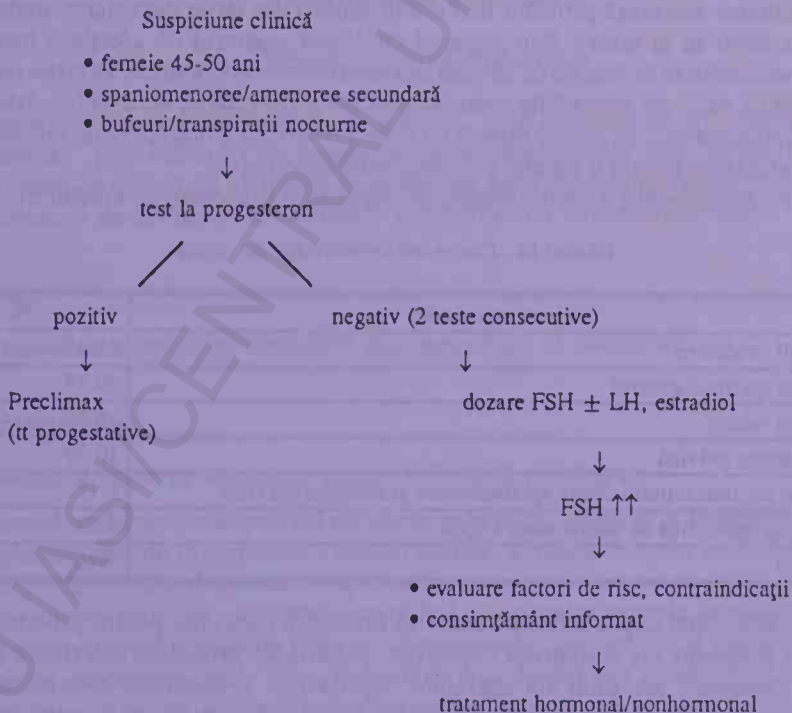 Suspiciune clinică
• femeie 45-50 ani
• spaniomenoree/amenoree secundară
• bufeuri/transpirații nocturne
↓
test la progesteron
pozitiv negativ (2 teste consecutive)
↓ ↓
Preclimax dozare FSH ± LH, estradiol
(tt progestative)
↓
FSH ↑↑
↓
• evaluare factori de risc, contraindicații
• consimțământ informat
↓
tratament hormonal/nonhormonal
U IASI/CENTRAL U